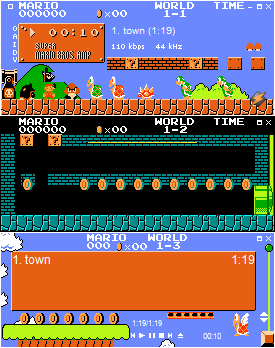 MARIO WORLD TIME
000000 ×00 1-1
PAID
00:10
1. town (1:19)
SUPER
MARIO BROS. AMP
110 kbps 44 kHz
? ?
MARIO WORLD TIME
000000 ×00 1-2
? ?
MARIO WORLD
000 ×00 1-3
1. town 1:19
1:19/1:19
00:10